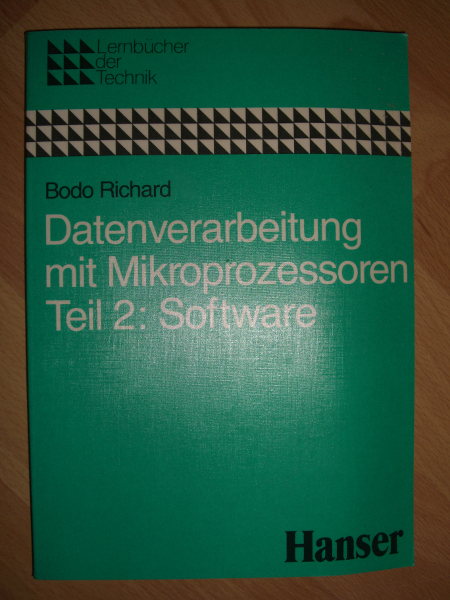 Lernbücher
der
Technik
Bodo Richard
Datenverarbeitung
mit Mikroprozessoren
Teil 2: Software
Hanser